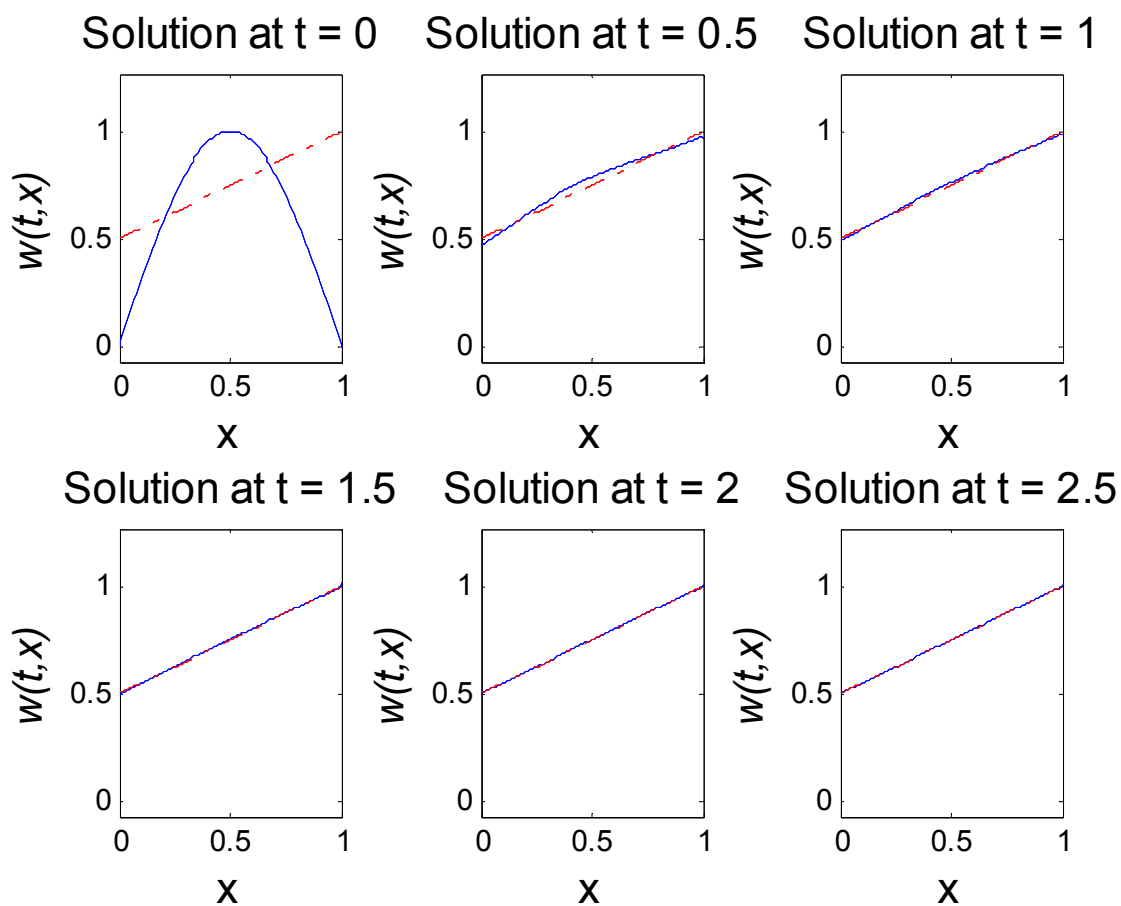 Solution at t = 0
Solution at t = 0.5
Solution at t = 1
1
0.5
0
w(t,x)
0
0.5
1
x
1
0.5
0
w(t,x)
0
0.5
1
x
1
0.5
0
w(t,x)
0
0.5
1
x
Solution at t = 1.5
Solution at t = 2
Solution at t = 2.5
1
0.5
0
w(t,x)
0
0.5
1
x
1
0.5
0
w(t,x)
0
0.5
1
x
1
0.5
0
w(t,x)
0
0.5
1
x